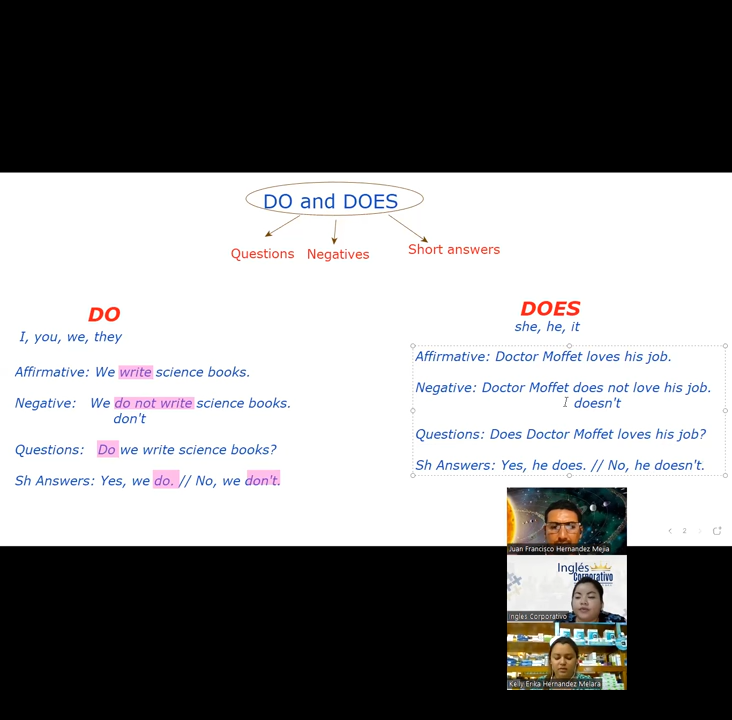 DO and DOES
Questions
Negatives
Short answers
DO
I, you, we, they
Affirmative: We write science books.
Negative: We do not write science books.
don't
Questions: Do we write science books?
Sh Answers: Yes, we do. // No, we don't.
DOES
she, he, it
Affirmative: Doctor Moffet loves his job.
Negative: Doctor Moffet does not love his job.
doesn't
Questions: Does Doctor Moffet loves his job?
Sh Answers: Yes, he does. // No, he doesn't.
2
Juan Francisco Hernandez Mejia
Inglés
Corporativo
Ingles Corporativo
Kelly Erika Hernandez Melara